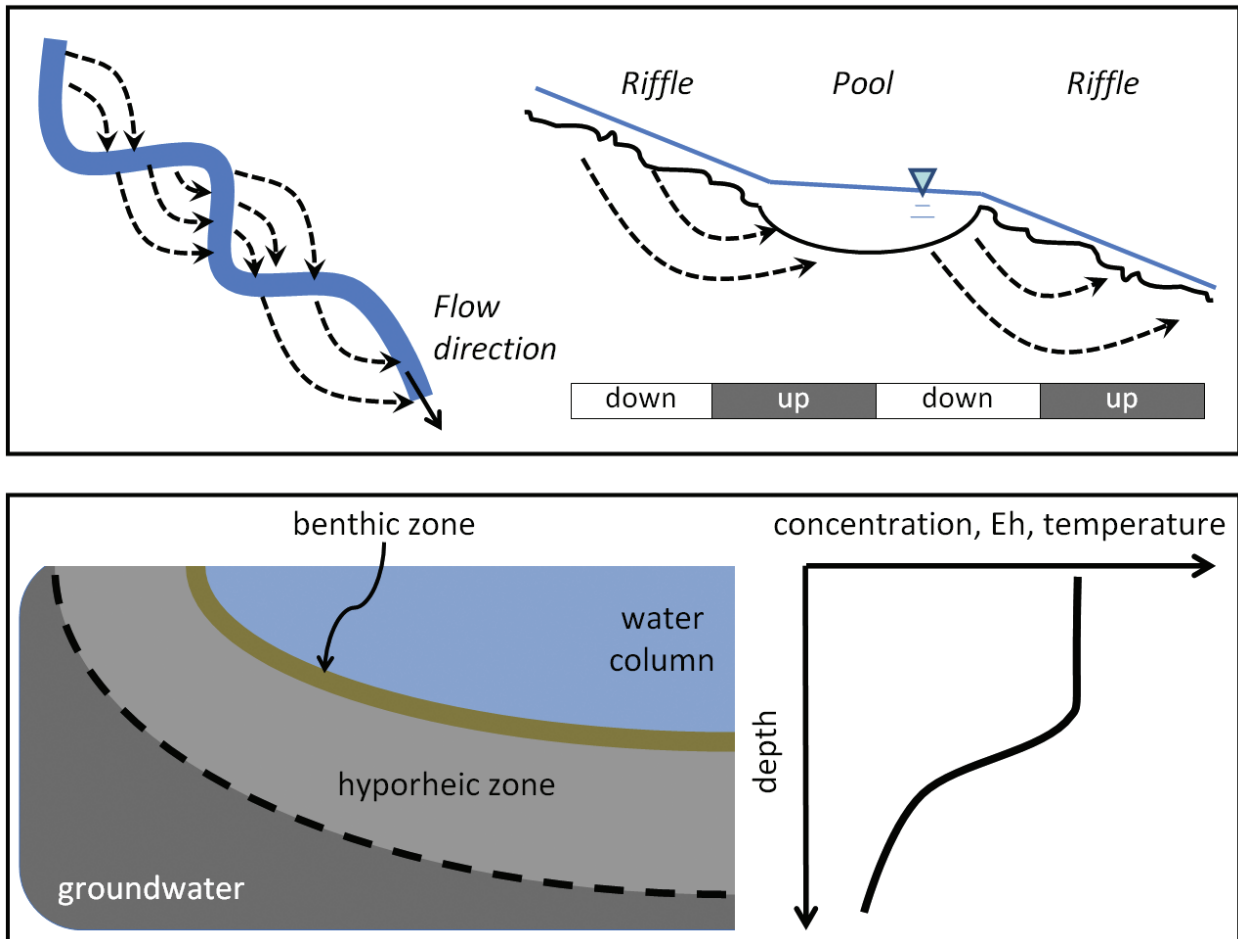 Riffle
Pool
Riffle
Flow
direction
down
up
down
up
benthic zone
concentration, Eh, temperature
water
column
depth
hyporheic zone
groundwater